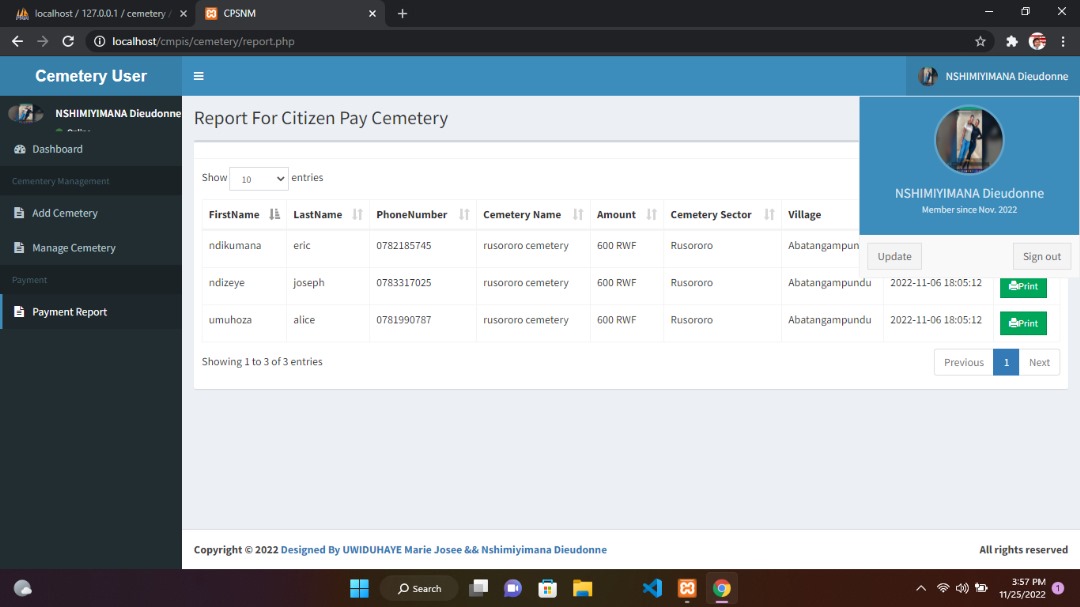 localhost / 127.0.0.1 / cemetery /
CPSNM
localhost/cmpis/cemetery/report.php
Cemetery User
NSHIMIYIMANA Dieudonne
NSHIMIYIMANA Dieudonne
Online
Dashboard
Cementery Management
Add Cemetery
Manage Cemetery
Payment
Payment Report
Report For Citizen Pay Cemetery
NSHIMIYIMANA Dieudonne
Member since Nov. 2022
Update Sign out
Show 10 entries
FirstName LastName PhoneNumber Cemetery Name Amount Cemetery Sector Village
ndikumana eric 0782185745 rusororo cemetery 600 RWF Rusororo Abatangampun
ndizeye joseph 0783317025 rusororo cemetery 600 RWF Rusororo Abatangampundu 2022-11-06 18:05:12 Print
umuhoza alice 0781990787 rusororo cemetery 600 RWF Rusororo Abatangampundu 2022-11-06 18:05:12 Print
Showing 1 to 3 of 3 entries
Previous 1 Next
Copyright © 2022 Designed By UWIDUHAYE Marie Josee && Nshimiyimana Dieudonne
All rights reserved
Search
3:57 PM
11/25/2022
1